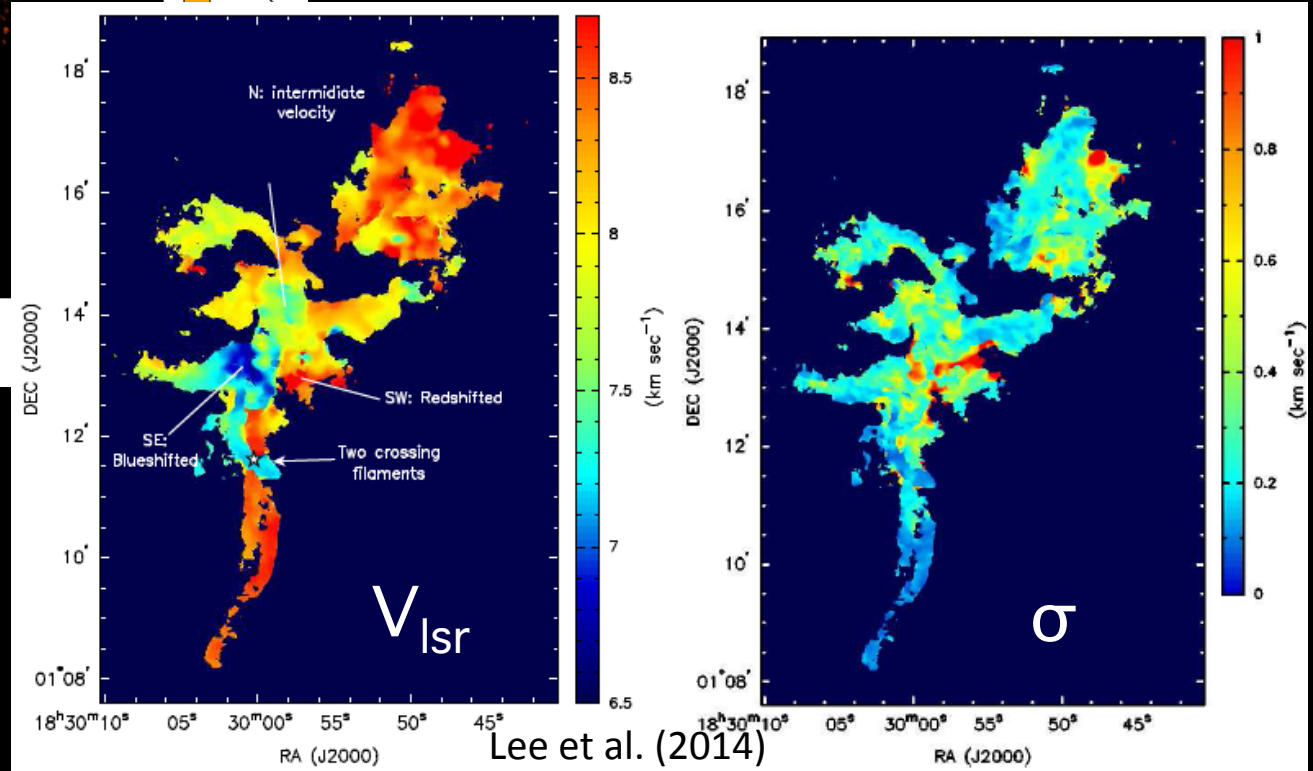 18'
16'
14'
12'
10'
01°08'
DEC (J2000)
18ʰ30ᵐ10ˢ
05ˢ
30ᵐ00ˢ
55ˢ
50ˢ
45ˢ
RA (J2000)
N: intermidiate
velocity
SW: Redshifted
SE:
Blueshifted
Two crossing
filaments
Vlsr
8.5
8
7.5
7
6.5
(km sec⁻¹)
18'
16'
14'
12'
10'
01°08'
DEC (J2000)
18ʰ30ᵐ10ˢ
05ˢ
30ᵐ00ˢ
55ˢ
50ˢ
45ˢ
RA (J2000)
σ
1
0.8
0.6
0.4
0.2
0
(km sec⁻¹)
Lee et al. (2014)